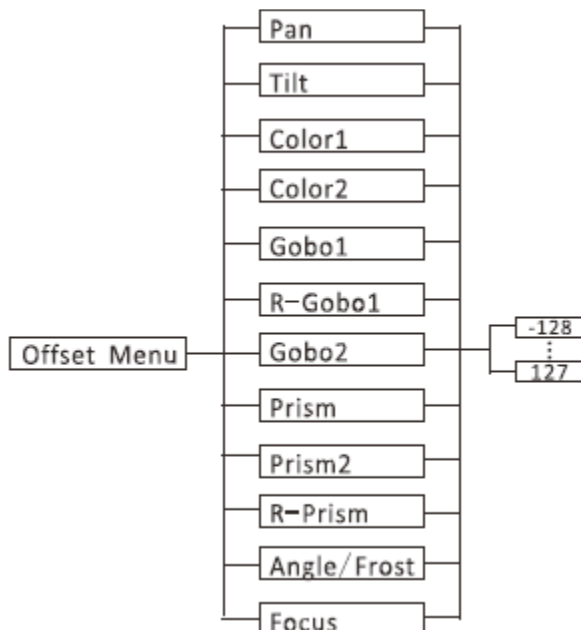 Pan
Tilt
Color1
Color2
Gobo1
R-Gobo1
Offset Menu
Gobo2
-128
⋮
127
Prism
Prism2
R-Prism
Angle/Frost
Focus